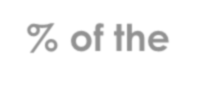 % of the